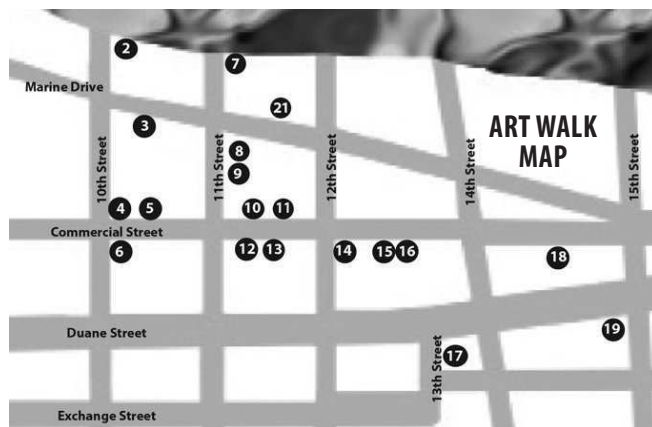 2
7
Marine Drive
21
3
ART WALK
MAP
8
9
10th Street
11th Street
12th Street
14th Street
15th Street
4
5
10
11
Commercial Street
6
12
13
14
15
16
18
Duane Street
19
17
13th Street
Exchange Street